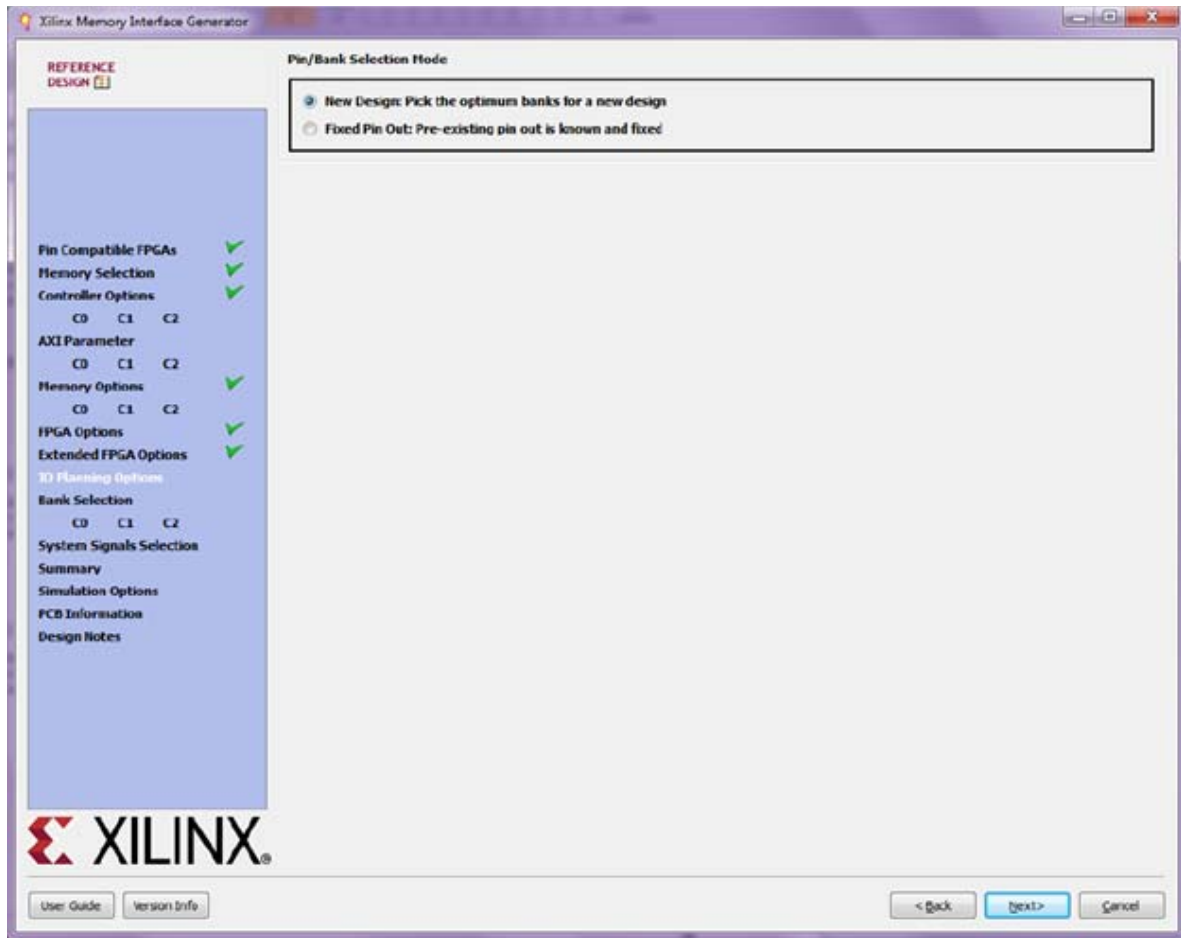 Xilinx Memory Interface Generator
REFERENCE
DESIGN
Pin/Bank Selection Mode
New Design: Pick the optimum banks for a new design
Fixed Pin Out: Pre-existing pin out is known and fixed
Pin Compatible FPGAs
Memory Selection
Controller Options
C0 C1 C2
AXI Parameter
C0 C1 C2
Memory Options
C0 C1 C2
FPGA Options
Extended FPGA Options
IO Planning Options
Bank Selection
C0 C1 C2
System Signals Selection
Summary
Simulation Options
PCB Information
Design Notes
XILINX®
User Guide
Version Info
< Back
Next>
Cancel